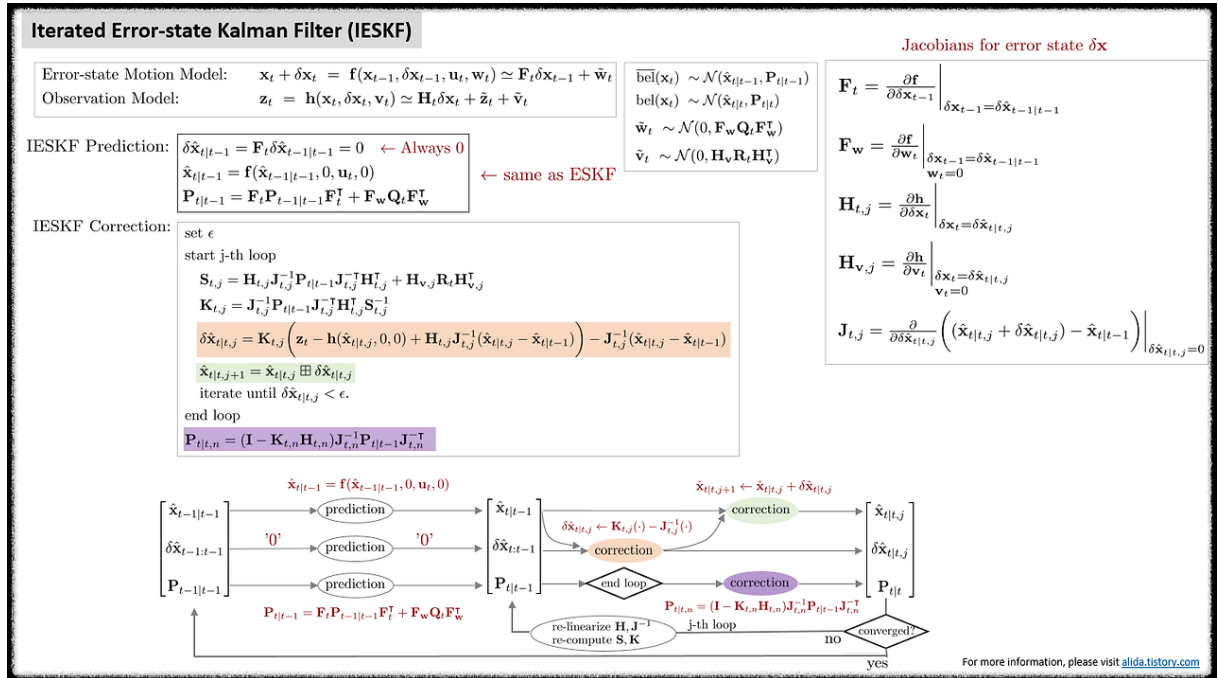 Iterated Error-state Kalman Filter (IESKF)
Error-state Motion Model: x_t + δx_t = f(x_{t−1}, δx_{t−1}, u_t, w_t) ≃ F_t δx_{t−1} + w̃_t
Observation Model: z_t = h(x_t, δx_t, v_t) ≃ H_t δx_t + z̃_t + ṽ_t
bel̅(x_t) ∼ N(x̂_{t|t−1}, P_{t|t−1})
bel(x_t) ∼ N(x̂_{t|t}, P_{t|t})
w̃_t ∼ N(0, F_w Q_t F_w^⊺)
ṽ_t ∼ N(0, H_v R_t H_v^⊺)
IESKF Prediction:
δx̂_{t|t−1} = F_t δx̂_{t−1|t−1} = 0 ← Always 0
x̂_{t|t−1} = f(x̂_{t−1|t−1}, 0, u_t, 0)
P_{t|t−1} = F_t P_{t−1|t−1} F_t^⊺ + F_w Q_t F_w^⊺
← same as ESKF
IESKF Correction:
set ϵ
start j-th loop
S_{t,j} = H_{t,j} J_{t,j}^{−1} P_{t|t−1} J_{t,j}^{−⊺} H_{t,j}^⊺ + H_{v,j} R_t H_{v,j}^⊺
K_{t,j} = J_{t,j}^{−1} P_{t|t−1} J_{t,j}^{−⊺} H_{t,j}^⊺ S_{t,j}^{−1}
δx̂_{t|t,j} = K_{t,j} ( z_t − h(x̂_{t|t,j}, 0, 0) + H_{t,j} J_{t,j}^{−1} (x̂_{t|t,j} − x̂_{t|t−1}) ) − J_{t,j}^{−1} (x̂_{t|t,j} − x̂_{t|t−1})
x̂_{t|t,j+1} = x̂_{t|t,j} ⊞ δx̂_{t|t,j}
iterate until δx̂_{t|t,j} < ϵ.
end loop
P_{t|t,n} = (I − K_{t,n} H_{t,n}) J_{t,n}^{−1} P_{t|t−1} J_{t,n}^{−⊺}
Jacobians for error state δx
F_t = ∂f/∂δx_{t−1} |_{δx_{t−1}=δx̂_{t−1|t−1}}
F_w = ∂f/∂w_t |_{δx_{t−1}=δx̂_{t−1|t−1}, w_t=0}
H_{t,j} = ∂h/∂δx_t |_{δx_t=δx̂_{t|t,j}}
H_{v,j} = ∂h/∂v_t |_{δx_t=δx̂_{t|t,j}, v_t=0}
J_{t,j} = ∂/∂δx̂_{t|t,j} ( (x̂_{t|t,j} + δx̂_{t|t,j}) − x̂_{t|t−1} ) |_{δx̂_{t|t,j}=0}
x̂_{t|t−1} = f(x̂_{t−1|t−1}, 0, u_t, 0)
x̂_{t|t,j+1} ← x̂_{t|t,j} + δx̂_{t|t,j}
x̂_{t−1|t−1}
prediction
x̂_{t|t−1}
correction
x̂_{t|t,j}
δx̂_{t|t,j} ← K_{t,j}(·) − J_{t,j}^{−1}(·)
δx̂_{t−1:t−1}
'0'
prediction
'0'
δx̂_{t:t−1}
correction
δx̂_{t|t,j}
P_{t−1|t−1}
prediction
P_{t|t−1}
end loop
correction
P_{t|t}
P_{t|t−1} = F_t P_{t−1|t−1} F_t^⊺ + F_w Q_t F_w^⊺
P_{t|t,n} = (I − K_{t,n} H_{t,n}) J_{t,n}^{−1} P_{t|t−1} J_{t,n}^{−⊺}
re-linearize H, J^{−1}
re-compute S, K
j-th loop
no
converged?
yes
For more information, please visit alida.tistory.com